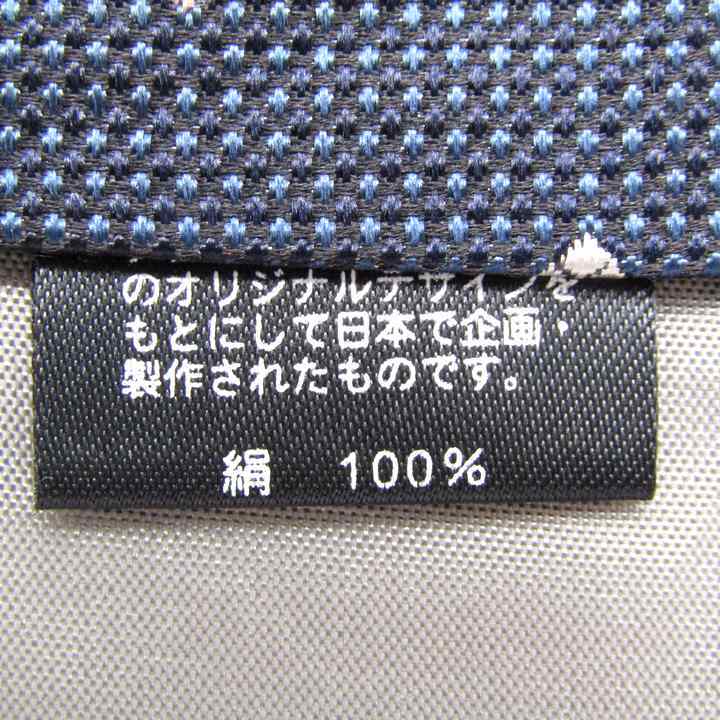 のオリジナルデザインを
もとにして日本で企画・
製作されたものです。
絹 100%